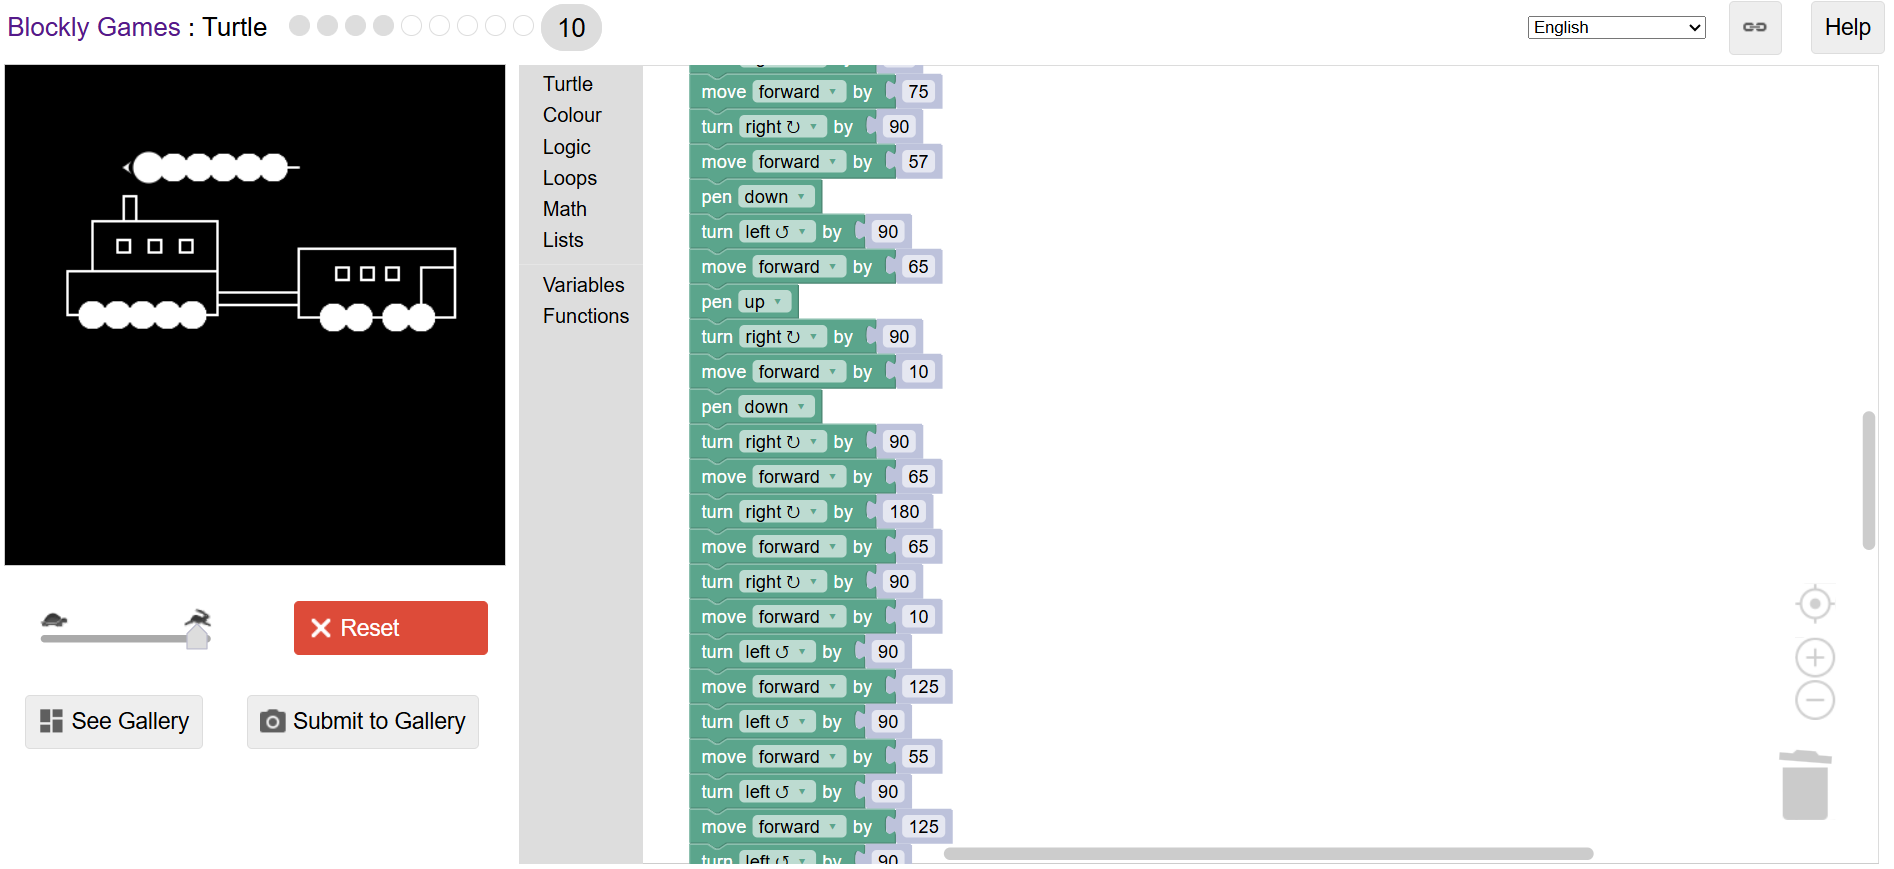 Blockly Games : Turtle
10
English
Help
Turtle
Colour
Logic
Loops
Math
Lists
Variables
Functions
move forward by 75
turn right ↻ by 90
move forward by 57
pen down
turn left ↺ by 90
move forward by 65
pen up
turn right ↻ by 90
move forward by 10
pen down
turn right ↻ by 90
move forward by 65
turn right ↻ by 180
move forward by 65
turn right ↻ by 90
move forward by 10
turn left ↺ by 90
move forward by 125
turn left ↺ by 90
move forward by 55
turn left ↺ by 90
move forward by 125
turn left ↺ by 90
Reset
See Gallery
Submit to Gallery